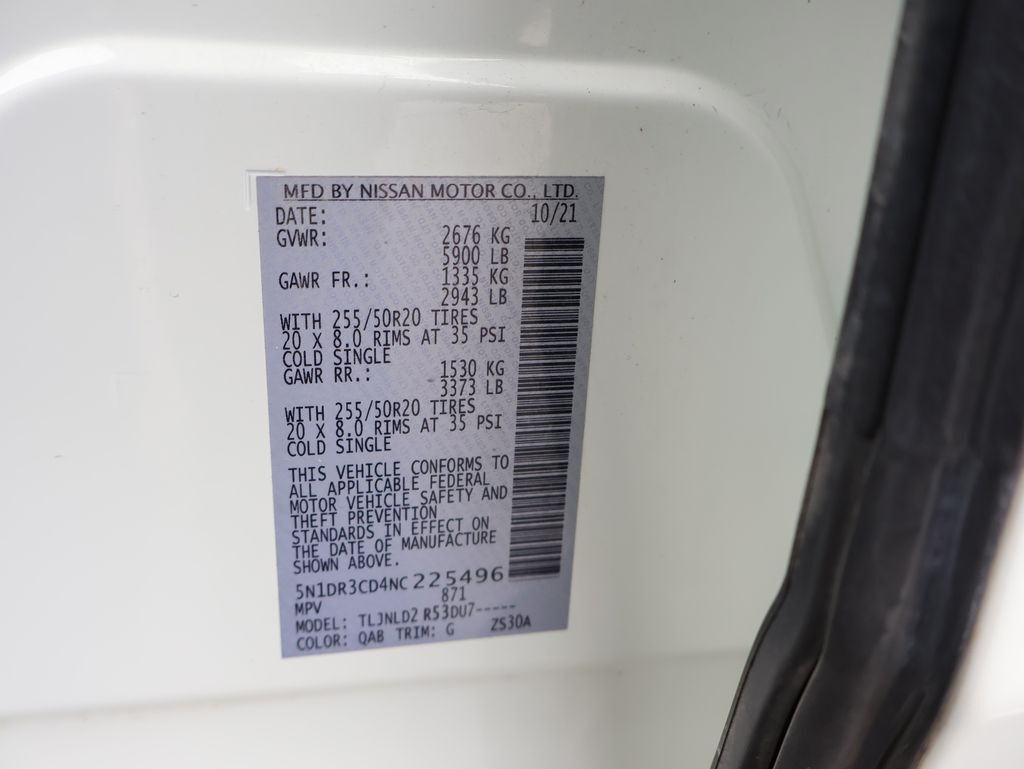 MFD BY NISSAN MOTOR CO., LTD.
DATE: 10/21
GVWR: 2676 KG
5900 LB
GAWR FR.: 1335 KG
2943 LB
WITH 255/50R20 TIRES
20 X 8.0 RIMS AT 35 PSI
COLD SINGLE
GAWR RR.: 1530 KG
3373 LB
WITH 255/50R20 TIRES
20 X 8.0 RIMS AT 35 PSI
COLD SINGLE
THIS VEHICLE CONFORMS TO
ALL APPLICABLE FEDERAL
MOTOR VEHICLE SAFETY AND
THEFT PREVENTION
STANDARDS IN EFFECT ON
THE DATE OF MANUFACTURE
SHOWN ABOVE.
5N1DR3CD4NC225496
MPV 871
MODEL: TLJNLD2 R53DU7-----
COLOR: QAB TRIM: G ZS30A